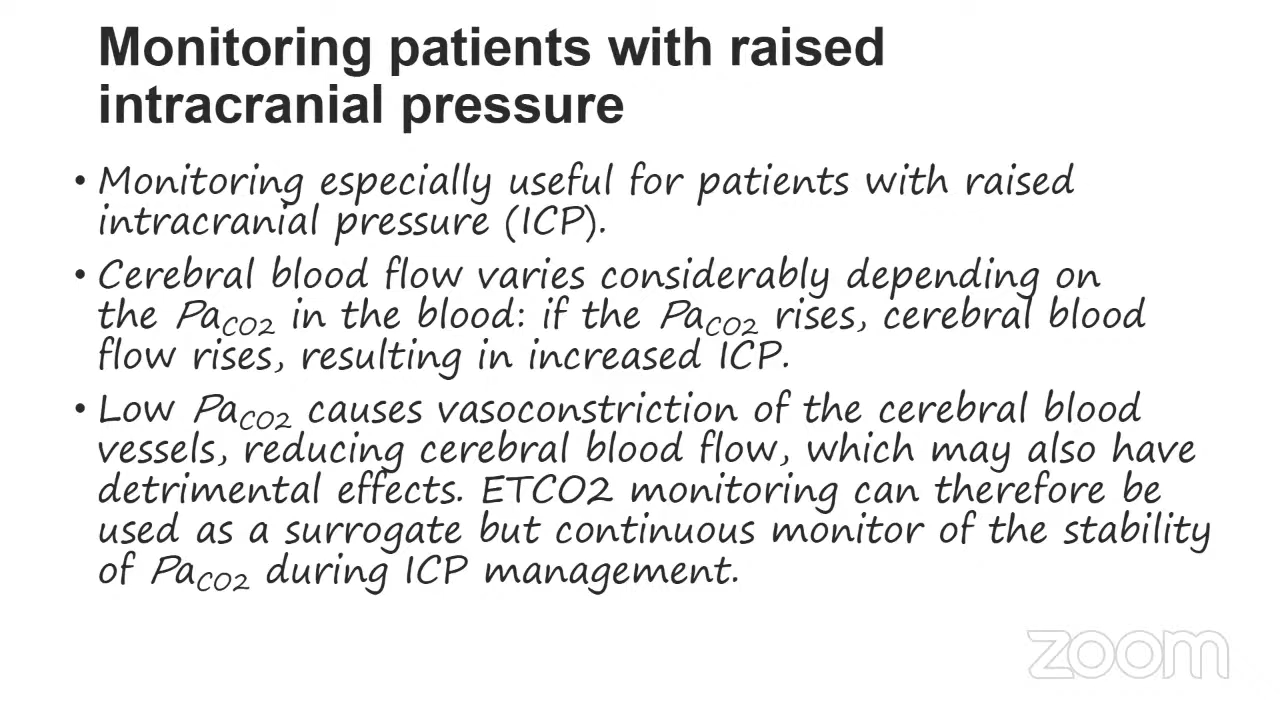 Monitoring patients with raised
intracranial pressure
• Monitoring especially useful for patients with raised
intracranial pressure (ICP).
• Cerebral blood flow varies considerably depending on
the PaCO2 in the blood: if the PaCO2 rises, cerebral blood
flow rises, resulting in increased ICP.
• Low PaCO2 causes vasoconstriction of the cerebral blood
vessels, reducing cerebral blood flow, which may also have
detrimental effects. ETCO2 monitoring can therefore be
used as a surrogate but continuous monitor of the stability
of PaCO2 during ICP management.
zoom